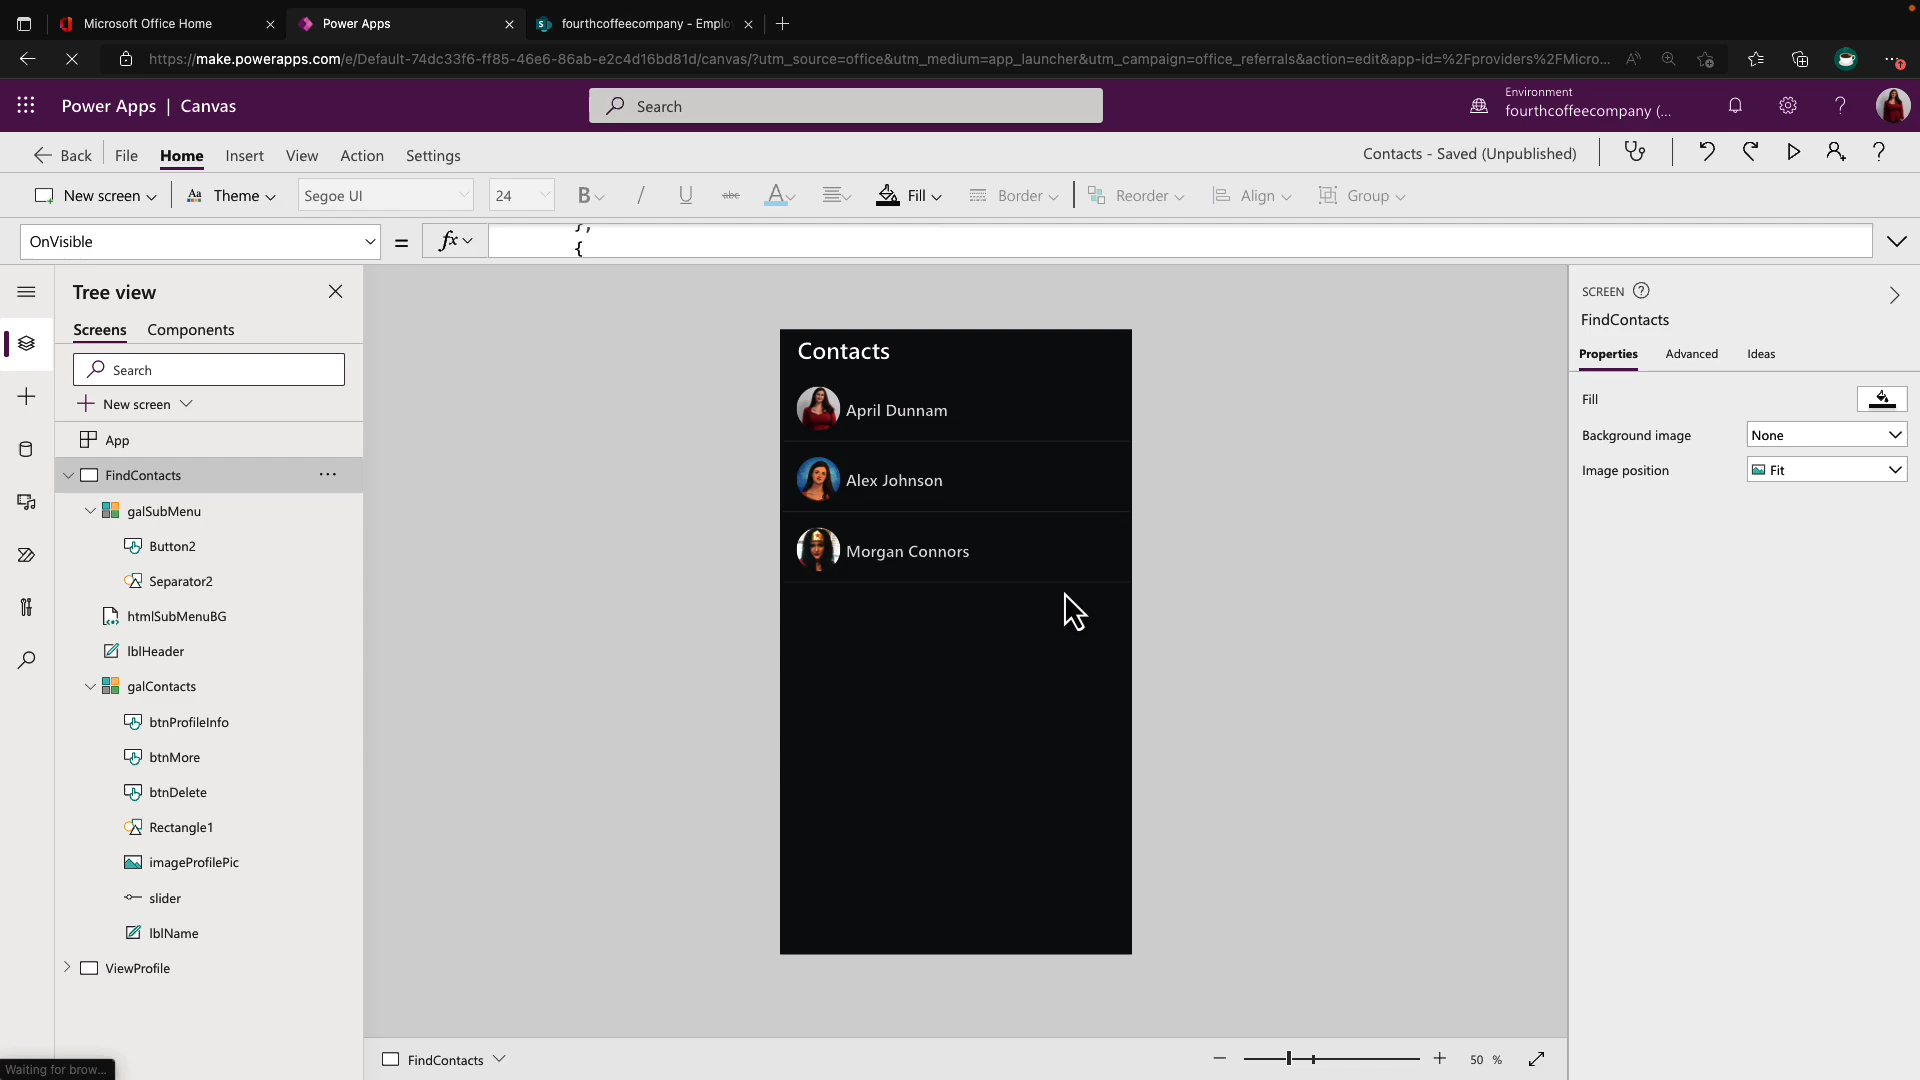 Microsoft Office Home
Power Apps
fourthcoffeecompany - Emplo
https://make.powerapps.com/e/Default-74dc33f6-ff85-46e6-86ab-e2c4d16bd81d/canvas/?utm_source=office&utm_medium=app_launcher&utm_campaign=office_referrals&action=edit&app-id=%2Fproviders%2FMicro...
Power Apps | Canvas
Search
Environment
fourthcoffeecompany (...
Back
File
Home
Insert
View
Action
Settings
Contacts - Saved (Unpublished)
New screen
Theme
Segoe UI
24
B
/
U
abc
A
Fill
Border
Reorder
Align
Group
OnVisible
=
fx
},
{
Tree view
Screens
Components
Search
New screen
App
FindContacts
galSubMenu
Button2
Separator2
htmlSubMenuBG
lblHeader
galContacts
btnProfileInfo
btnMore
btnDelete
Rectangle1
imageProfilePic
slider
lblName
ViewProfile
Contacts
April Dunnam
Alex Johnson
Morgan Connors
SCREEN
FindContacts
Properties
Advanced
Ideas
Fill
Background image
None
Image position
Fit
Waiting for brow...
FindContacts
50 %